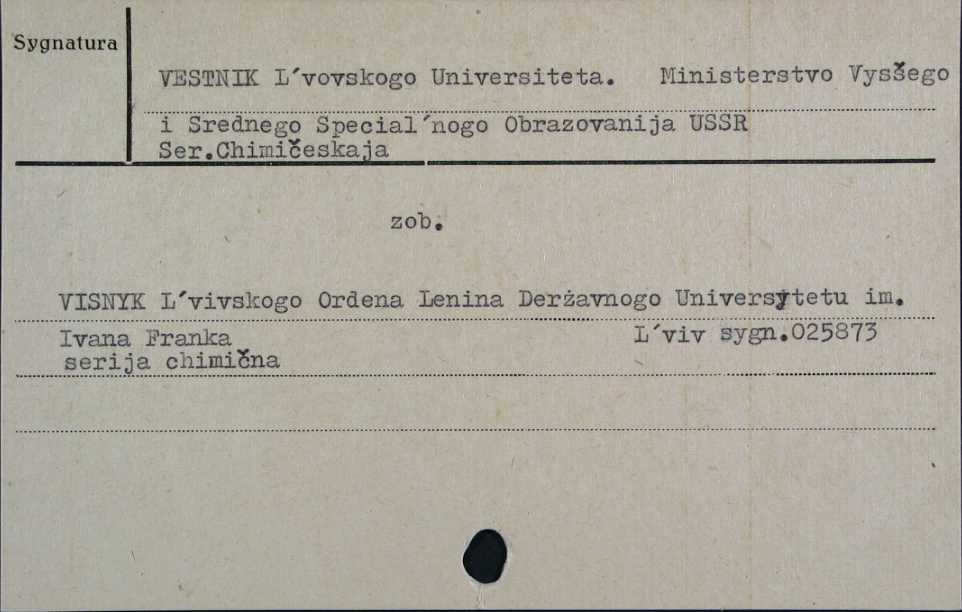 Sygnatura
VESTNIK L´vovskogo Universiteta. Ministerstvo Vysšego
i Srednego Special´nogo Obrazovanija USSR
Ser.Chimičeskaja
zob.
VISNYK L´vivskogo Ordena Lenina Deržavnogo Universytetu im.
Ivana Franka L´viv sygn.025873
serija chimična